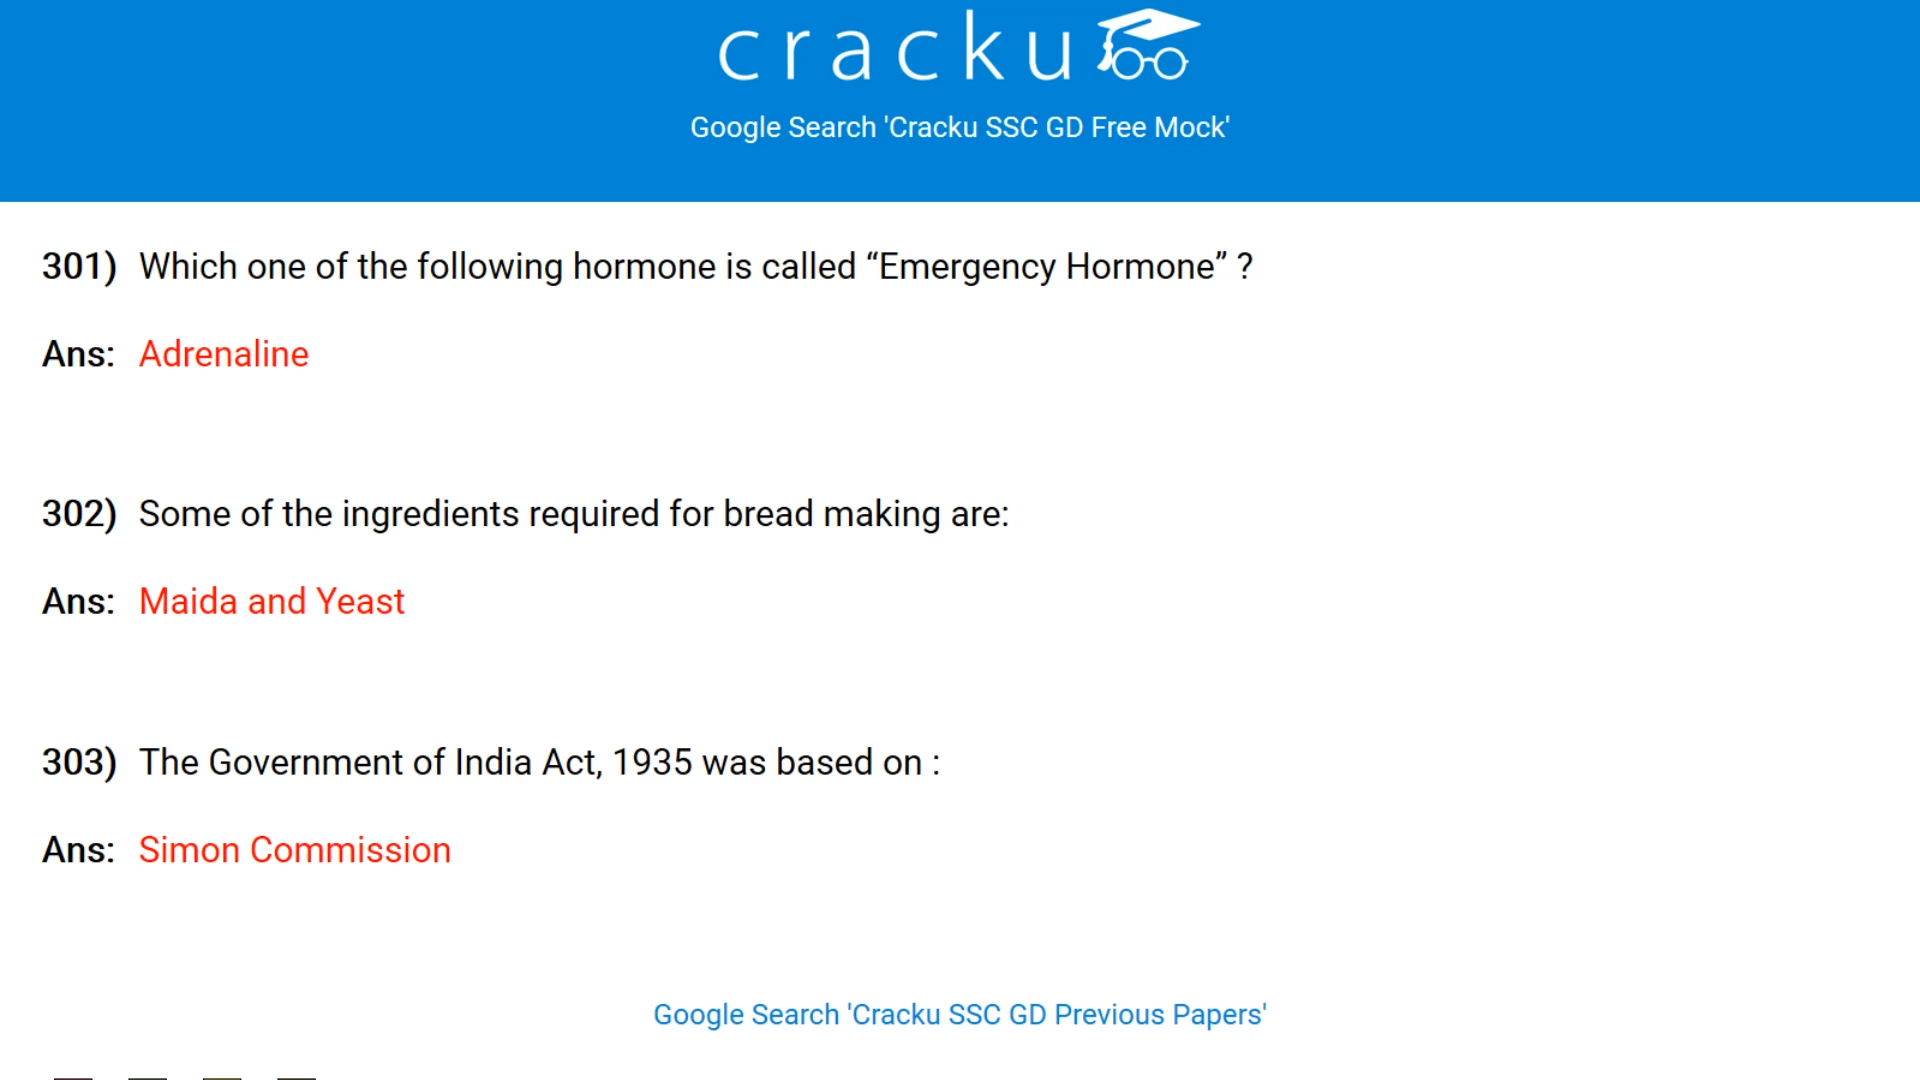 cracku
Google Search 'Cracku SSC GD Free Mock'
301) Which one of the following hormone is called “Emergency Hormone” ?
Ans: Adrenaline
302) Some of the ingredients required for bread making are:
Ans: Maida and Yeast
303) The Government of India Act, 1935 was based on :
Ans: Simon Commission
Google Search 'Cracku SSC GD Previous Papers'